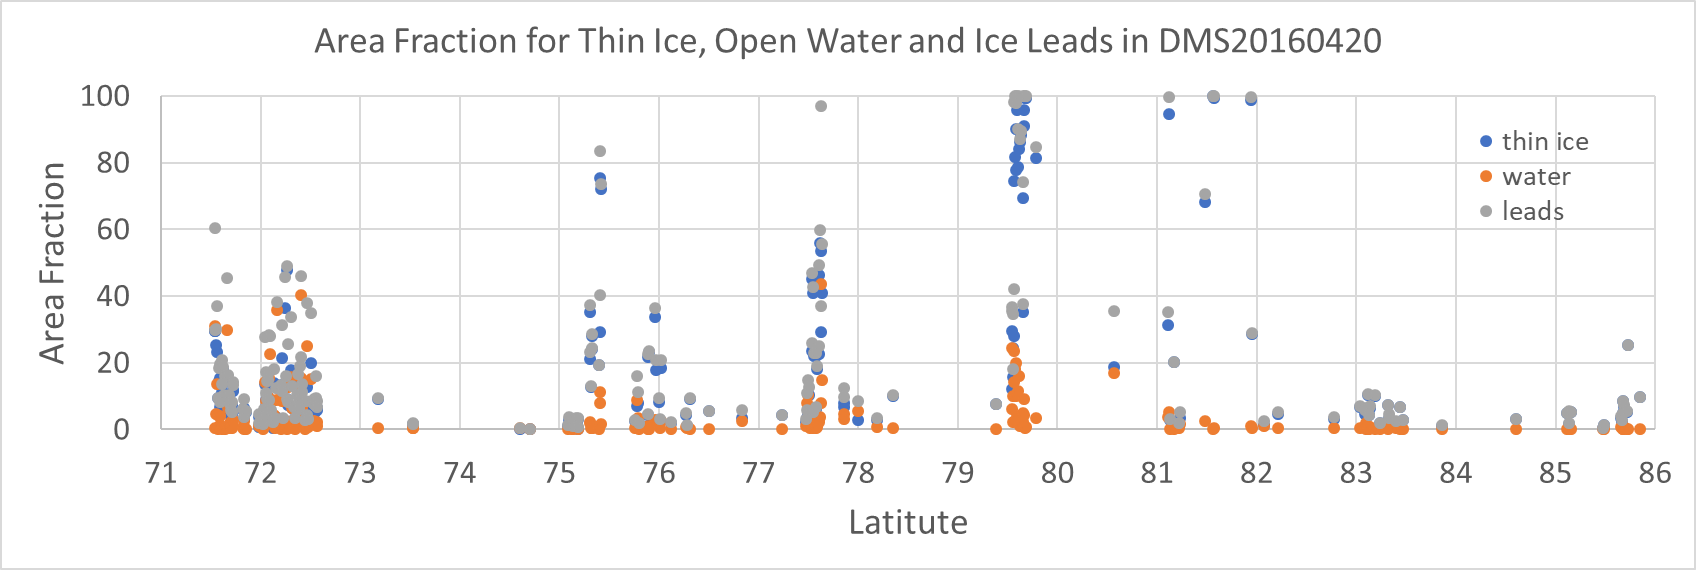 Area Fraction for Thin Ice, Open Water and Ice Leads in DMS20160420
Area Fraction
100
80
60
40
20
0
71 72 73 74 75 76 77 78 79 80 81 82 83 84 85 86
Latitute
thin ice
water
leads